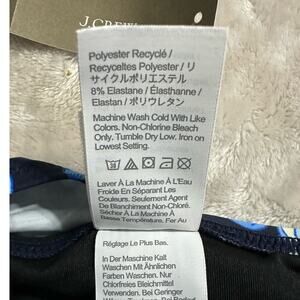 J.CREW
Polyester Recyclé /
Recyceltes Polyester / リ
サイクルポリエステル
8% Elastane / Élasthanne /
Elastan / ポリウレタン
Machine Wash Cold With Like
Colors. Non-Chlorine Bleach
Only. Tumble Dry Low. Iron on
Lowest Setting.
Laver À La Machine À L'Eau
Froide En Séparant Les
Couleurs. Seulement Agent
De Blanchiment Non-Chloré.
Sécher À La Machine À
Basse Température. Fer Au
Réglage Le Plus Bas.
In Der Maschine Kalt
Waschen Mit Ähnlichen
Farben Waschen. Nur
Chlorfreies Bleichmittel
Verwenden. Bei Geringer